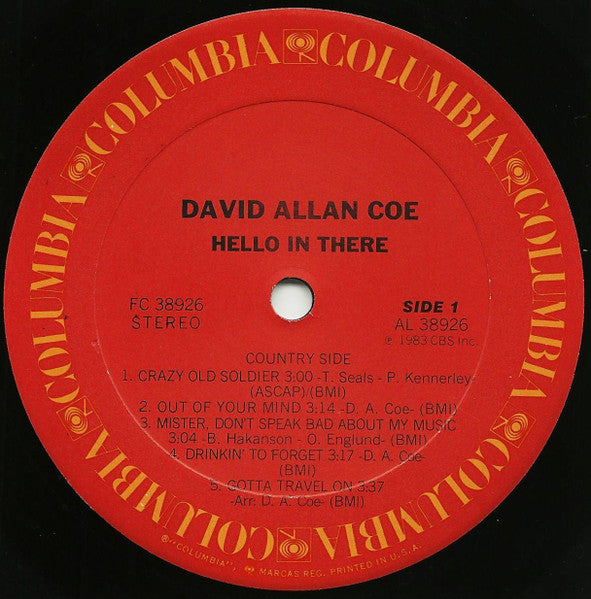 COLUMBIA COLUMBIA COLUMBIA COLUMBIA COLUMBIA COLUMBIA
DAVID ALLAN COE
HELLO IN THERE
FC 38926
STEREO
SIDE 1
AL 38926
℗ 1983 CBS Inc.
COUNTRY SIDE
1. CRAZY OLD SOLDIER 3:00 -T. Seals - P. Kennerley-
(ASCAP)(BMI)
2. OUT OF YOUR MIND 3:14 -D. A. Coe- (BMI)
3. MISTER, DON'T SPEAK BAD ABOUT MY MUSIC
3:04 -B. Hakanson - O. Englund- (BMI)
4. DRINKIN' TO FORGET 3:17 -D. A. Coe-
(BMI)
5. GOTTA TRAVEL ON 3:37
-Arr: D. A. Coe- (BMI)
®"COLUMBIA", MARCAS REG. PRINTED IN U.S.A.